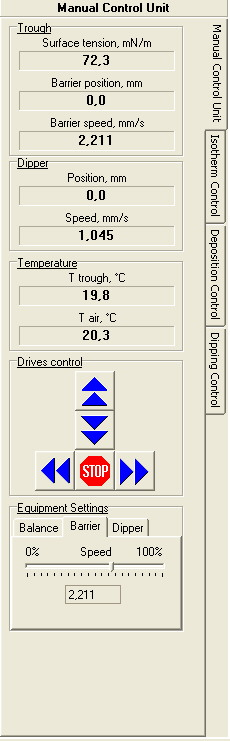 Manual Control Unit
Trough
Surface tension, mN/m
72,3
Barrier position, mm
0,0
Barrier speed, mm/s
2,211
Dipper
Position, mm
0,0
Speed, mm/s
1,045
Temperature
T trough, °C
19,8
T air, °C
20,3
Drives control
STOP
Equipment Settings
Balance Barrier Dipper
0% Speed 100%
2,211
Manual Control Unit
Isotherm Control
Deposition Control
Dipping Control